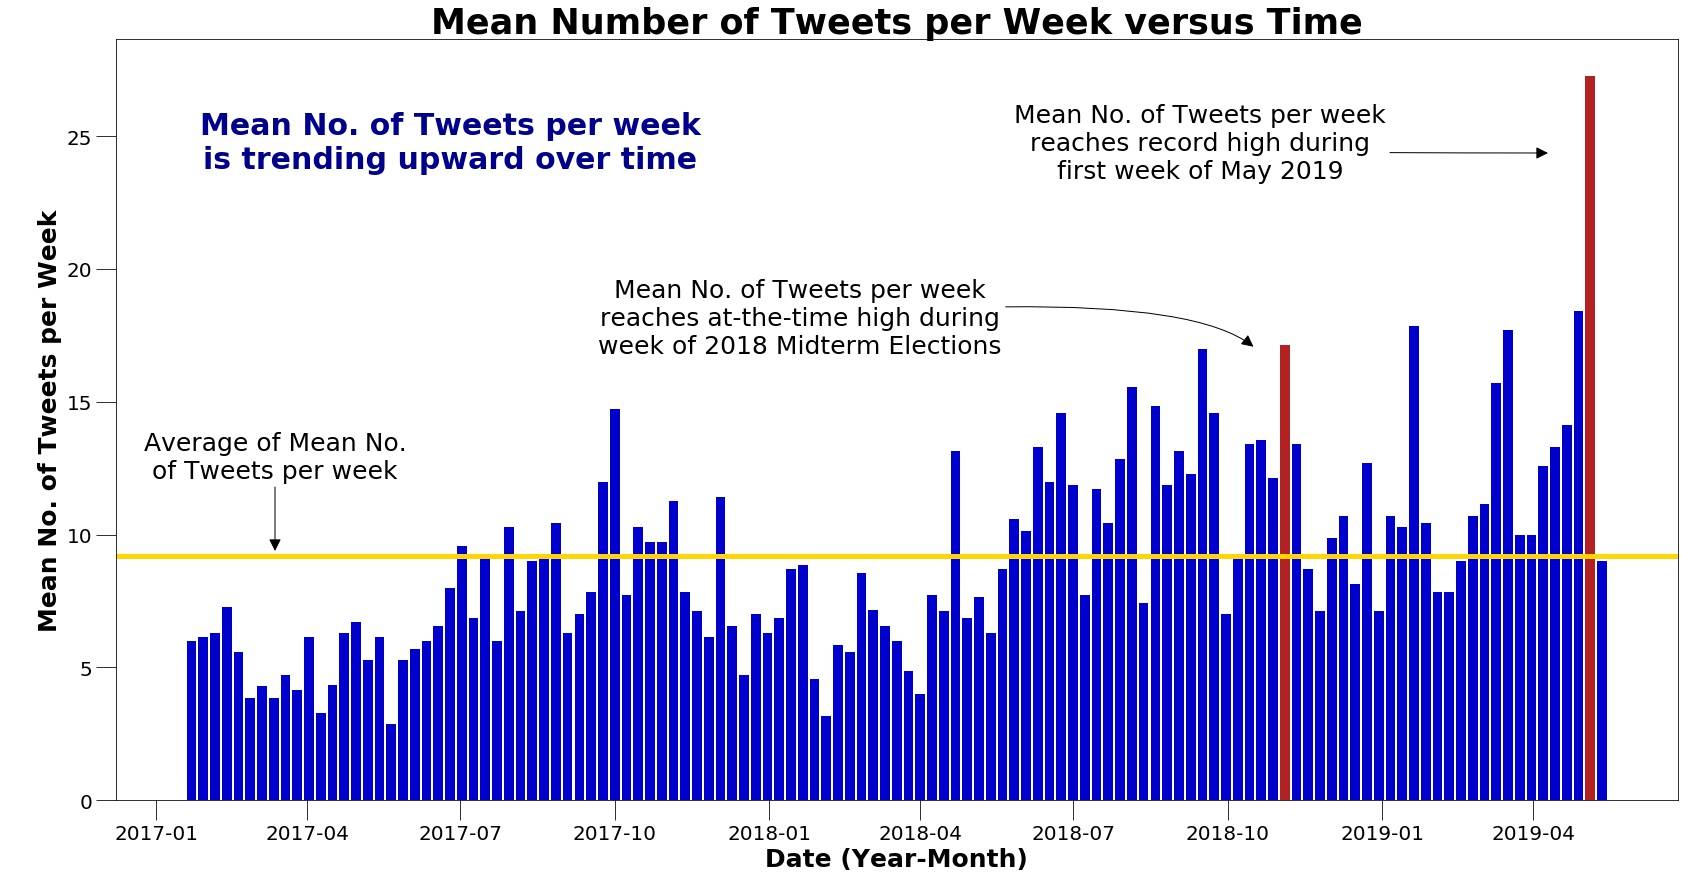 Mean Number of Tweets per Week versus Time
Mean No. of Tweets per week
is trending upward over time
Mean No. of Tweets per week
reaches record high during
first week of May 2019
Mean No. of Tweets per week
reaches at-the-time high during
week of 2018 Midterm Elections
Average of Mean No.
of Tweets per week
Mean No. of Tweets per Week
25
20
15
10
5
0
2017-01 2017-04 2017-07 2017-10 2018-01 2018-04 2018-07 2018-10 2019-01 2019-04
Date (Year-Month)